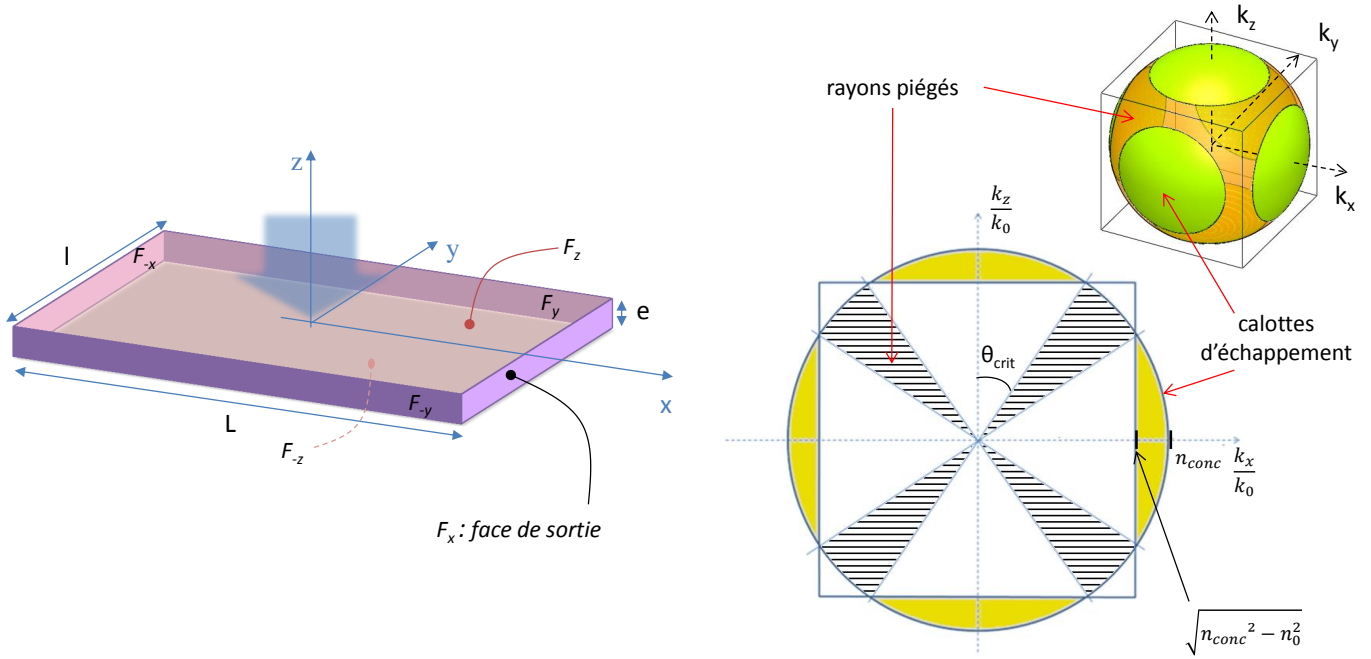 z
y
x
l
L
e
F-x
Fz
Fy
F-y
F-z
Fx : face de sortie
rayons piégés
kz
ky
kx
kz
k0
θcrit
calottes
d'échappement
nconc
kx
k0
√nconc² − n0²